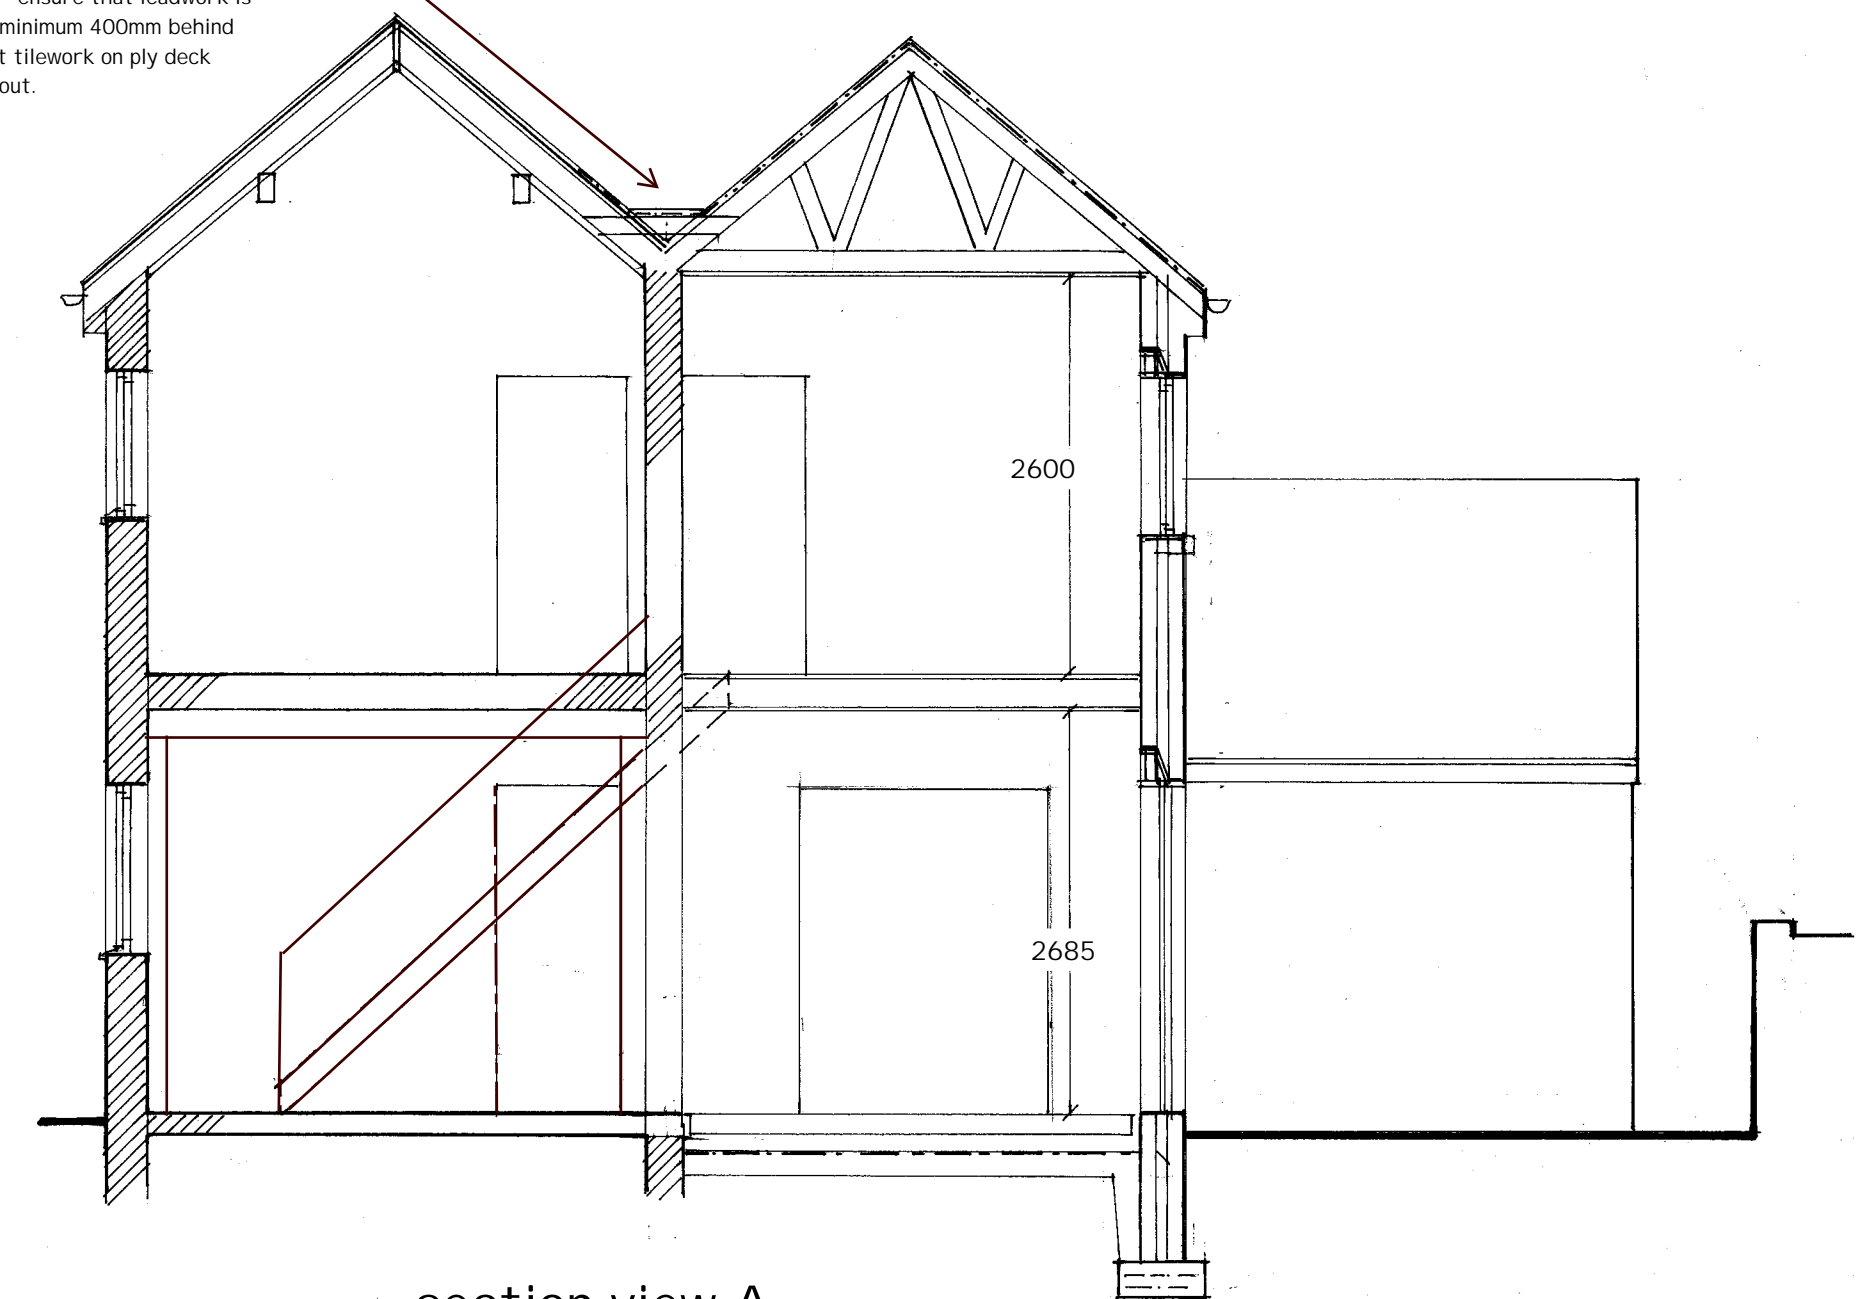 ensure that leadwork is
minimum 400mm behind
t tilework on ply deck
out.
2600
2685
section view A